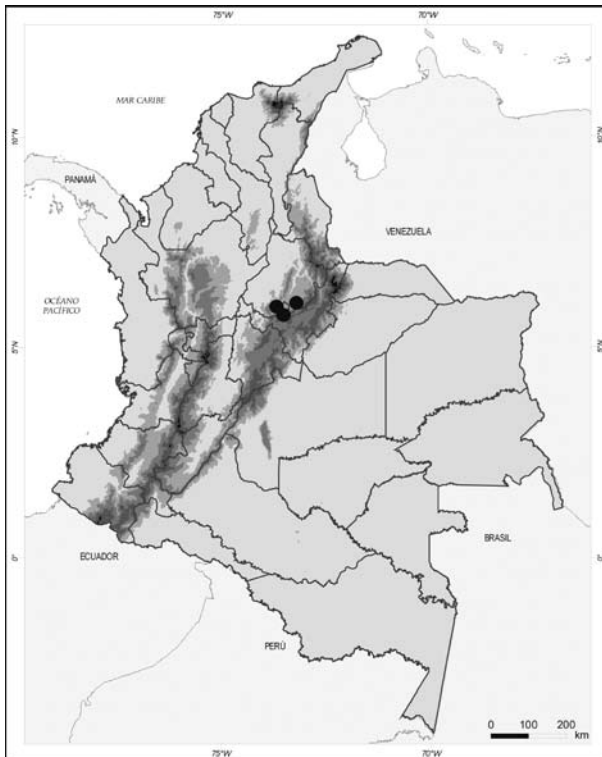 75°W 70°W
MAR CARIBE
10°N 10°N
PANAMÁ
VENEZUELA
OCÉANO
PACÍFICO
5°N 5°N
BRASIL
ECUADOR
0° 0°
PERÚ
0 100 200
km
75°W 70°W